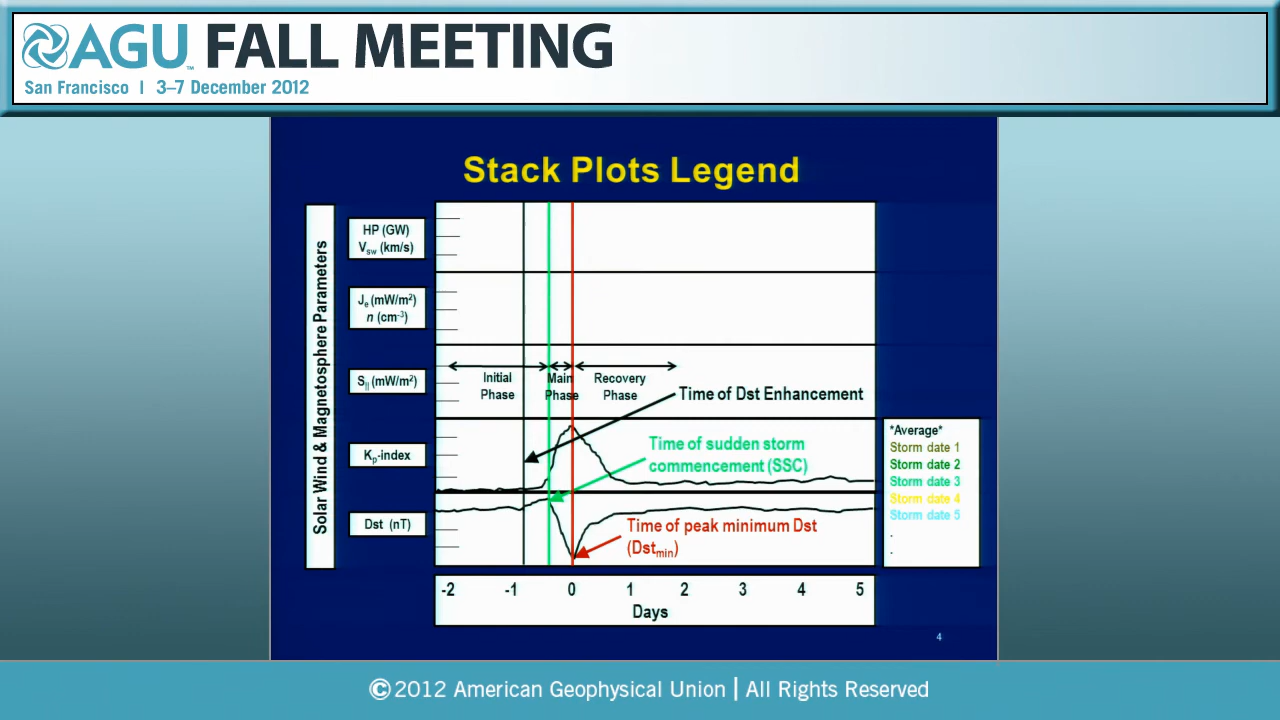 AGU™ FALL MEETING
San Francisco | 3–7 December 2012
Stack Plots Legend
Solar Wind & Magnetosphere Parameters
HP (GW)
Vsw (km/s)
Je (mW/m²)
n (cm⁻³)
S|| (mW/m²)
Kp-index
Dst (nT)
Initial
Phase
Main
Phase
Recovery
Phase
Time of Dst Enhancement
Time of sudden storm
commencement (SSC)
Time of peak minimum Dst
(Dstmin)
*Average*
Storm date 1
Storm date 2
Storm date 3
Storm date 4
Storm date 5
.
.
-2 -1 0 1 2 3 4 5
Days
4
©2012 American Geophysical Union | All Rights Reserved